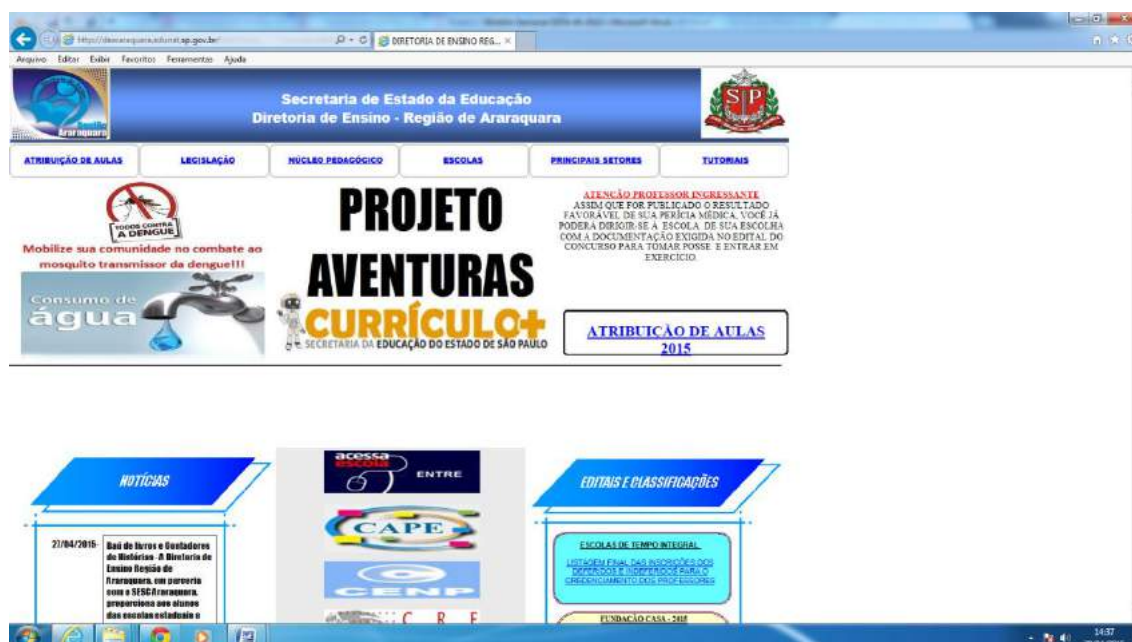 DIRETORIA DE ENSINO REG...
Arquivo Editar Exibir Favoritos Ferramentas Ajuda
Secretaria de Estado da Educação
Diretoria de Ensino - Região de Araraquara
Região
Araraquara
SP
ATRIBUIÇÃO DE AULAS
LEGISLAÇÃO
NÚCLEO PEDAGÓGICO
ESCOLAS
PRINCIPAIS SETORES
TUTORIAIS
TODOS CONTRA
A DENGUE
Mobilize sua comunidade no combate ao
mosquito transmissor da dengue!!!
Consumo de
água
PROJETO
AVENTURAS
CURRÍCULO+
SECRETARIA DA EDUCAÇÃO DO ESTADO DE SÃO PAULO
ATENÇÃO PROFESSOR INGRESSANTE
ASSIM QUE FOR PUBLICADO O RESULTADO
FAVORÁVEL DE SUA PERÍCIA MÉDICA, VOCÊ JÁ
PODERÁ DIRIGIR-SE À ESCOLA DE SUA ESCOLHA
COM A DOCUMENTAÇÃO EXIGIDA NO EDITAL DO
CONCURSO PARA TOMAR POSSE E ENTRAR EM
EXERCÍCIO.
ATRIBUIÇÃO DE AULAS
2015
NOTÍCIAS
27/04/2015-
Baú de livros e Contadores
de Histórias -A Diretoria de
Ensino Região de
Araraquara, em parceria
com o SESC Araraquara,
proporciona aos alunos
das escolas estaduais o
acessa
escola
ENTRE
CAPE
CENP
C R E
EDITAIS E CLASSIFICAÇÕES
ESCOLAS DE TEMPO INTEGRAL
LISTAGEM FINAL DAS INSCRIÇÕES DOS
DEFERIDOS E INDEFERIDOS PARA O
CREDENCIAMENTO DOS PROFESSORES
FUNDAÇÃO CASA - 2015
14:37